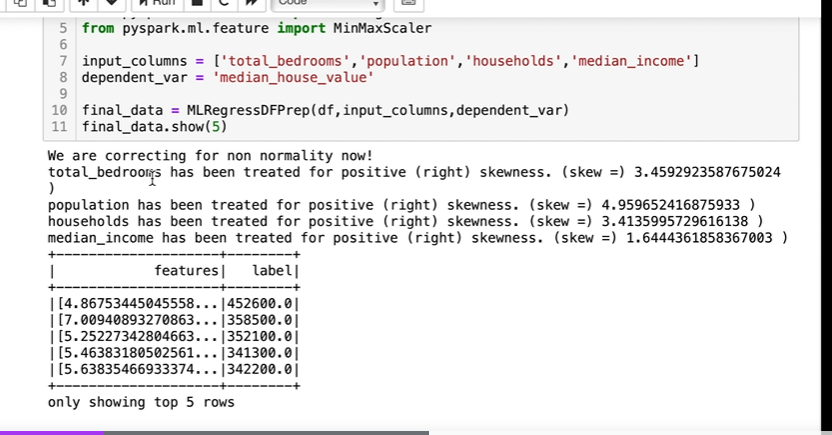 Run
Code
5 from pyspark.ml.feature import MinMaxScaler
6
7 input_columns = ['total_bedrooms','population','households','median_income']
8 dependent_var = 'median_house_value'
9
10 final_data = MLRegressDFPrep(df,input_columns,dependent_var)
11 final_data.show(5)
We are correcting for non normality now!
total_bedrooms has been treated for positive (right) skewness. (skew =) 3.4592923587675024
)
population has been treated for positive (right) skewness. (skew =) 4.959652416875933 )
households has been treated for positive (right) skewness. (skew =) 3.4135995729616138 )
median_income has been treated for positive (right) skewness. (skew =) 1.6444361858367003 )
+--------------------+--------+
|            features|   label|
+--------------------+--------+
|[4.86753445045558...|452600.0|
|[7.00940893270863...|358500.0|
|[5.25227342804663...|352100.0|
|[5.46383180502561...|341300.0|
|[5.63835466933374...|342200.0|
+--------------------+--------+
only showing top 5 rows